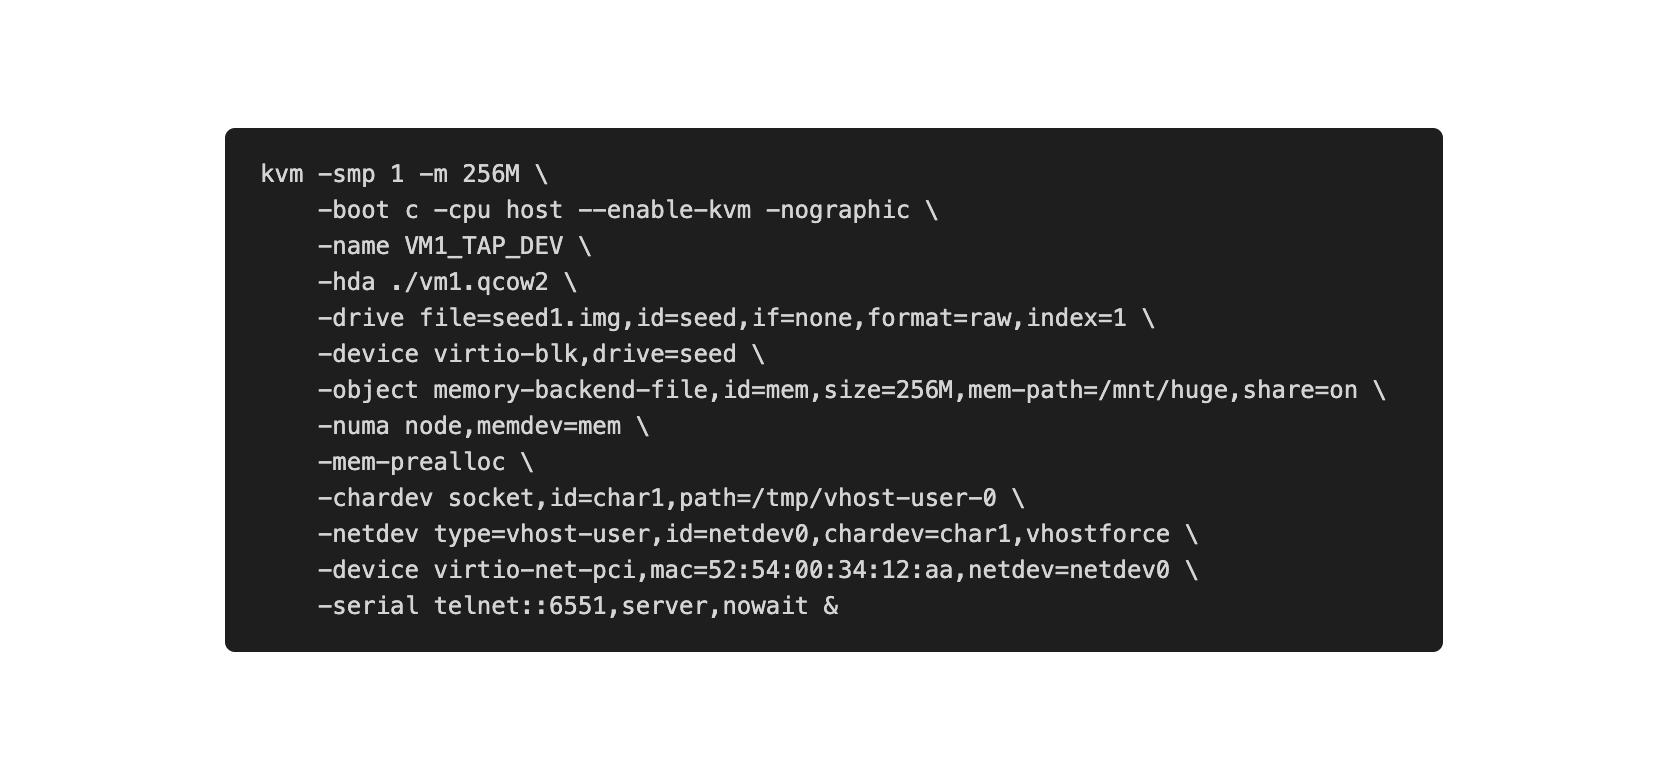 kvm -smp 1 -m 256M \
    -boot c -cpu host --enable-kvm -nographic \
    -name VM1_TAP_DEV \
    -hda ./vm1.qcow2 \
    -drive file=seed1.img,id=seed,if=none,format=raw,index=1 \
    -device virtio-blk,drive=seed \
    -object memory-backend-file,id=mem,size=256M,mem-path=/mnt/huge,share=on \
    -numa node,memdev=mem \
    -mem-prealloc \
    -chardev socket,id=char1,path=/tmp/vhost-user-0 \
    -netdev type=vhost-user,id=netdev0,chardev=char1,vhostforce \
    -device virtio-net-pci,mac=52:54:00:34:12:aa,netdev=netdev0 \
    -serial telnet::6551,server,nowait &